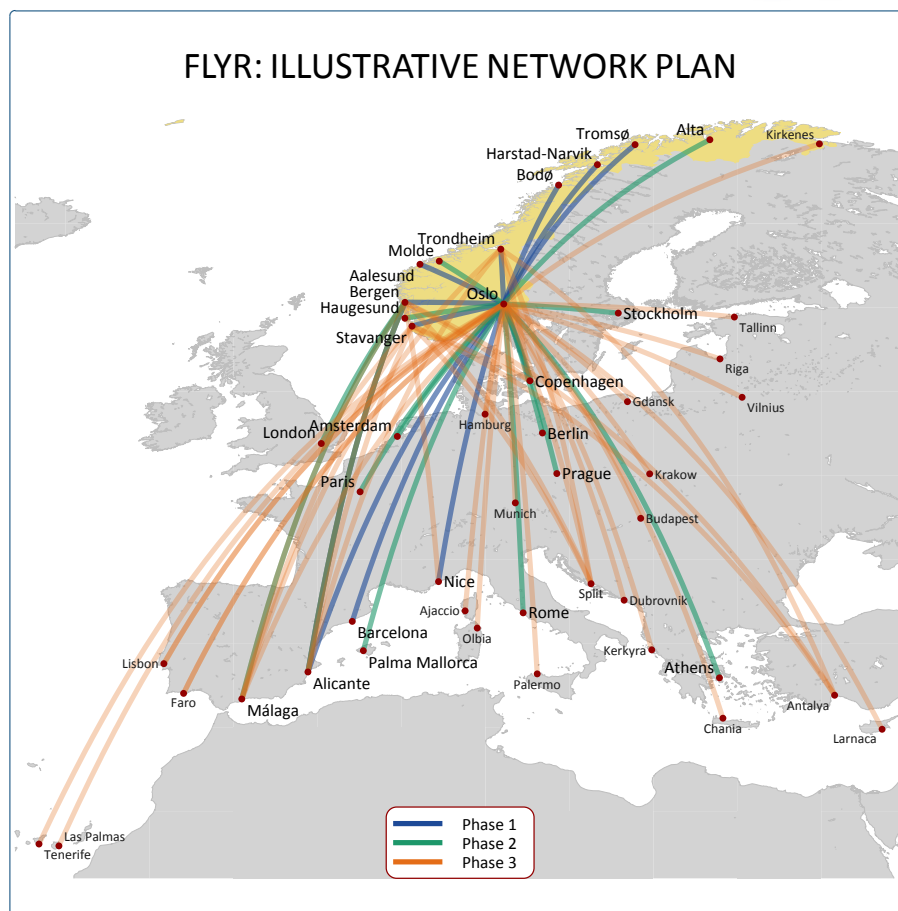 FLYR: ILLUSTRATIVE NETWORK PLAN
Tromsø
Alta
Kirkenes
Harstad-Narvik
Bodø
Trondheim
Molde
Aalesund
Bergen
Oslo
Haugesund
Stavanger
Stockholm
Tallinn
Riga
Copenhagen
Gdansk
Vilnius
Hamburg
Amsterdam
London
Berlin
Paris
Prague
Krakow
Munich
Budapest
Nice
Split
Ajaccio
Rome
Dubrovnik
Olbia
Barcelona
Kerkyra
Lisbon
Palma Mallorca
Athens
Alicante
Palermo
Faro
Málaga
Antalya
Chania
Larnaca
Las Palmas
Tenerife
Phase 1
Phase 2
Phase 3